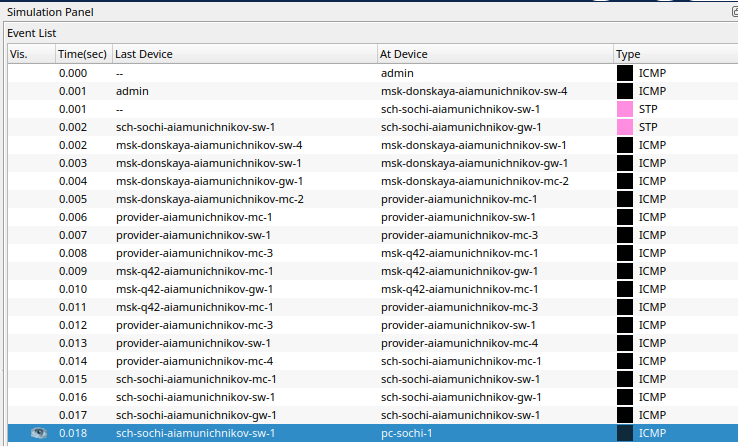 Simulation Panel
Event List
Vis. Time(sec) Last Device At Device Type
0.000 -- admin ICMP
0.001 admin msk-donskaya-aiamunichnikov-sw-4 ICMP
0.001 -- sch-sochi-aiamunichnikov-sw-1 STP
0.002 sch-sochi-aiamunichnikov-sw-1 sch-sochi-aiamunichnikov-gw-1 STP
0.002 msk-donskaya-aiamunichnikov-sw-4 msk-donskaya-aiamunichnikov-sw-1 ICMP
0.003 msk-donskaya-aiamunichnikov-sw-1 msk-donskaya-aiamunichnikov-gw-1 ICMP
0.004 msk-donskaya-aiamunichnikov-gw-1 msk-donskaya-aiamunichnikov-mc-2 ICMP
0.005 msk-donskaya-aiamunichnikov-mc-2 provider-aiamunichnikov-mc-1 ICMP
0.006 provider-aiamunichnikov-mc-1 provider-aiamunichnikov-sw-1 ICMP
0.007 provider-aiamunichnikov-sw-1 provider-aiamunichnikov-mc-3 ICMP
0.008 provider-aiamunichnikov-mc-3 msk-q42-aiamunichnikov-mc-1 ICMP
0.009 msk-q42-aiamunichnikov-mc-1 msk-q42-aiamunichnikov-gw-1 ICMP
0.010 msk-q42-aiamunichnikov-gw-1 msk-q42-aiamunichnikov-mc-1 ICMP
0.011 msk-q42-aiamunichnikov-mc-1 provider-aiamunichnikov-mc-3 ICMP
0.012 provider-aiamunichnikov-mc-3 provider-aiamunichnikov-sw-1 ICMP
0.013 provider-aiamunichnikov-sw-1 provider-aiamunichnikov-mc-4 ICMP
0.014 provider-aiamunichnikov-mc-4 sch-sochi-aiamunichnikov-mc-1 ICMP
0.015 sch-sochi-aiamunichnikov-mc-1 sch-sochi-aiamunichnikov-sw-1 ICMP
0.016 sch-sochi-aiamunichnikov-sw-1 sch-sochi-aiamunichnikov-gw-1 ICMP
0.017 sch-sochi-aiamunichnikov-gw-1 sch-sochi-aiamunichnikov-sw-1 ICMP
0.018 sch-sochi-aiamunichnikov-sw-1 pc-sochi-1 ICMP